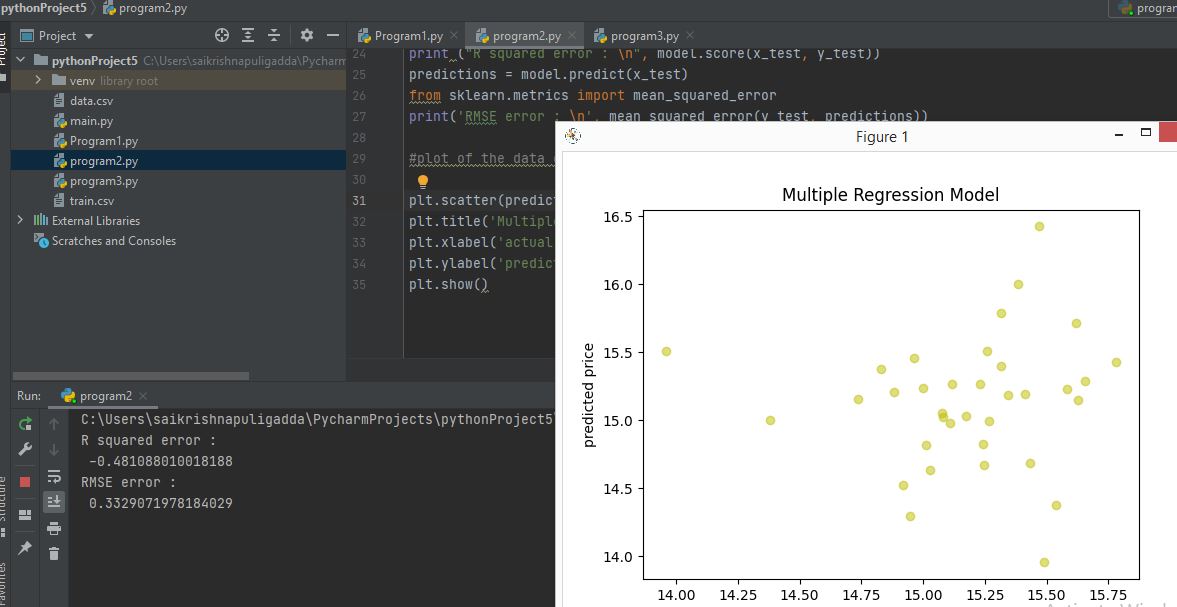 pythonProject5 program2.py
program
Project
Project
Program1.py program2.py program3.py
pythonProject5 C:\Users\saikrishnapuligadda\Pycharm
venv library root
data.csv
main.py
Program1.py
program2.py
program3.py
train.csv
External Libraries
Scratches and Consoles
24 print ("R squared error : \n", model.score(x_test, y_test))
25 predictions = model.predict(x_test)
26 from sklearn.metrics import mean_squared_error
27 print('RMSE error : \n', mean_squared_error(y_test, predictions))
28
29 #plot of the data
30
31 plt.scatter(predict
32 plt.title('Multiple
33 plt.xlabel('actual
34 plt.ylabel('predict
35 plt.show()
Run: program2
C:\Users\saikrishnapuligadda\PycharmProjects\pythonProject5
R squared error :
-0.481088010018188
RMSE error :
0.3329071978184029
Structure
Favorites
Figure 1
Multiple Regression Model
predicted price
16.5
16.0
15.5
15.0
14.5
14.0
14.00 14.25 14.50 14.75 15.00 15.25 15.50 15.75